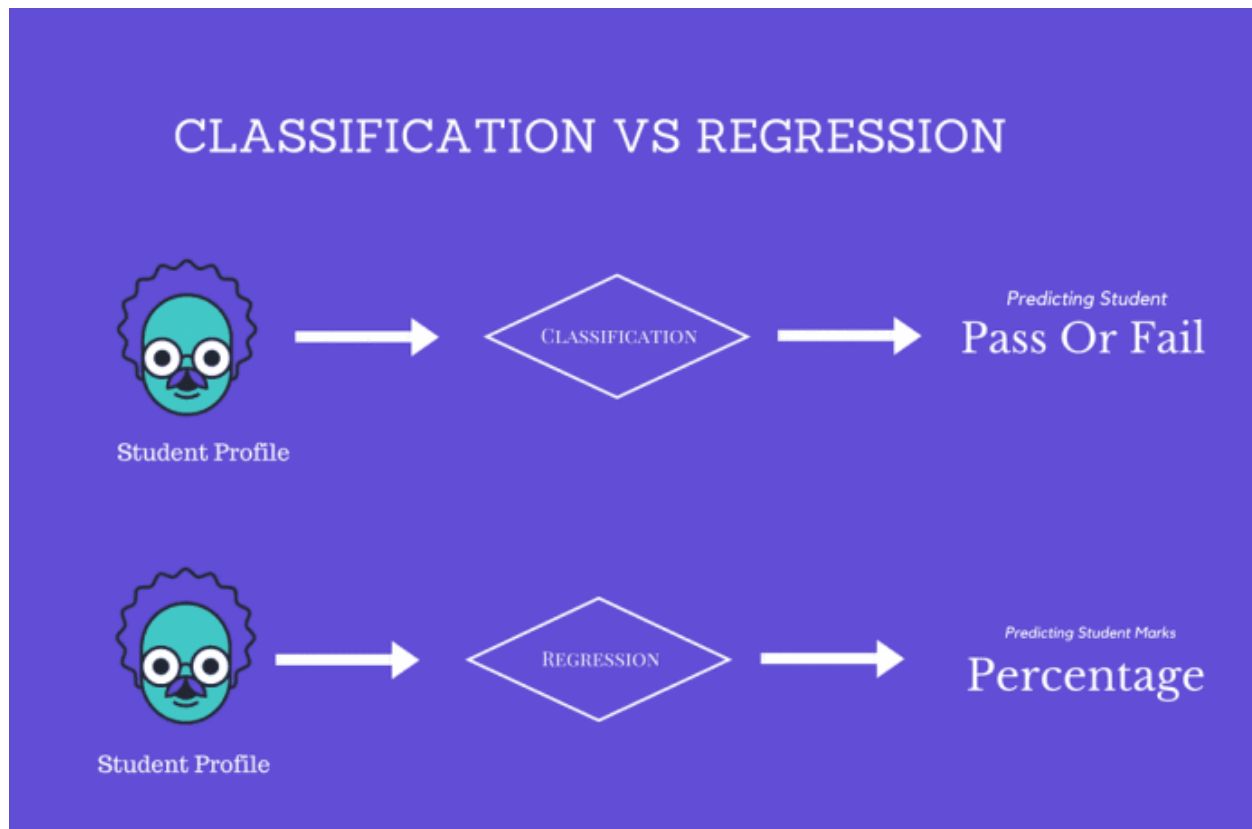 CLASSIFICATION VS REGRESSION
CLASSIFICATION
Predicting Student
Pass Or Fail
Student Profile
REGRESSION
Predicting Student Marks
Percentage
Student Profile